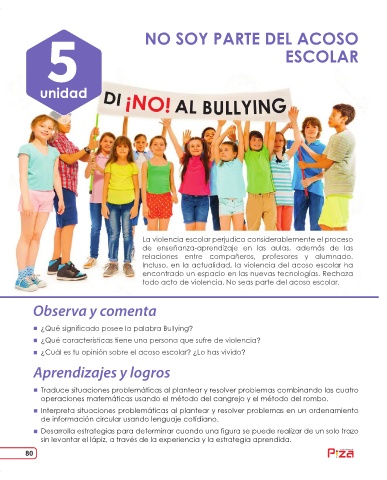 5
unidad
NO SOY PARTE DEL ACOSO
ESCOLAR
DI ¡NO! AL BULLYING
La violencia escolar perjudica considerablemente el proceso
de enseñanza-aprendizaje en las aulas, además de las
relaciones entre compañeros, profesores y alumnado.
Incluso, en la actualidad, la violencia del acoso escolar ha
encontrado un espacio en las nuevas tecnologías. Rechaza
todo acto de violencia. No seas parte del acoso escolar.
Observa y comenta
¿Qué significado posee la palabra Bullying?
¿Qué características tiene una persona que sufre de violencia?
¿Cuál es tu opinión sobre el acoso escolar? ¿Lo has vivido?
Aprendizajes y logros
Traduce situaciones problemáticas al plantear y resolver problemas combinando las cuatro
operaciones matemáticas usando el método del cangrejo y el método del rombo.
Interpreta situaciones problemáticas al plantear y resolver problemas en un ordenamiento
de información circular usando lenguaje cotidiano.
Desarrolla estrategias para determinar cuando una figura se puede realizar de un solo trazo
sin levantar el lápiz, a través de la experiencia y la estrategia aprendida.
80
Piza